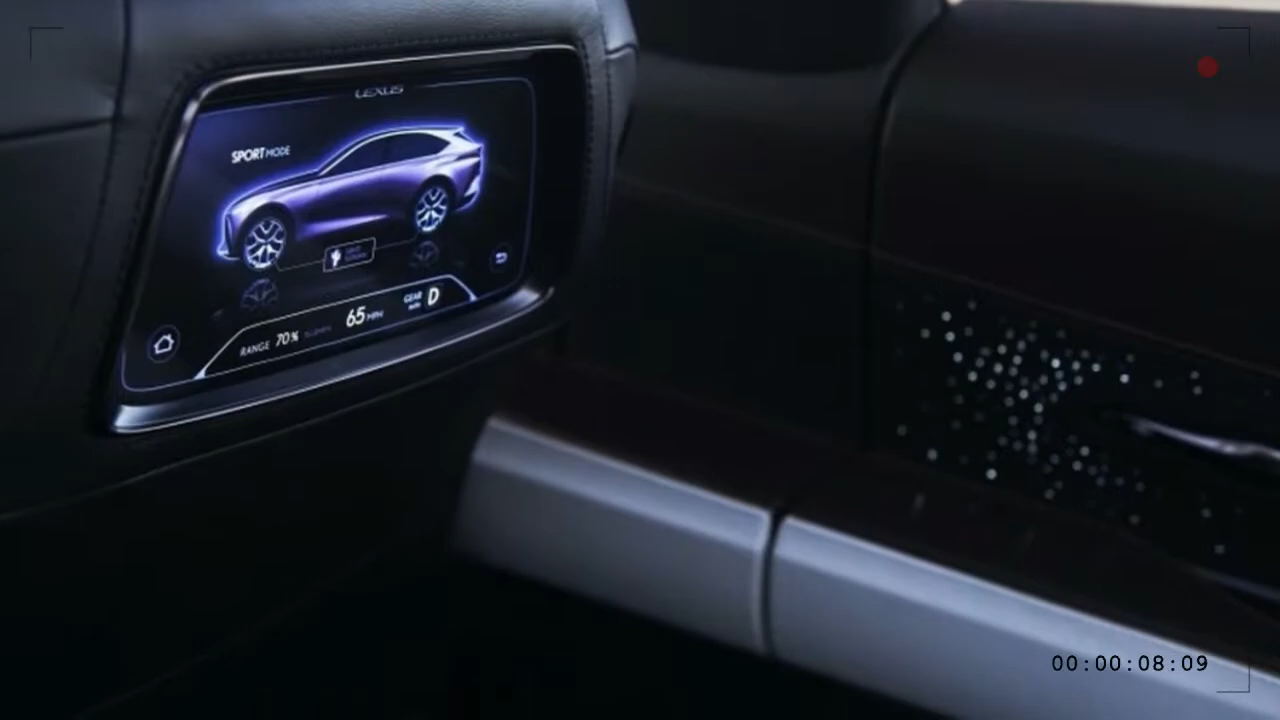 LEXUS
SPORT MODE
RANGE 70%
65 MPH
GEAR
D
00:00:08:09